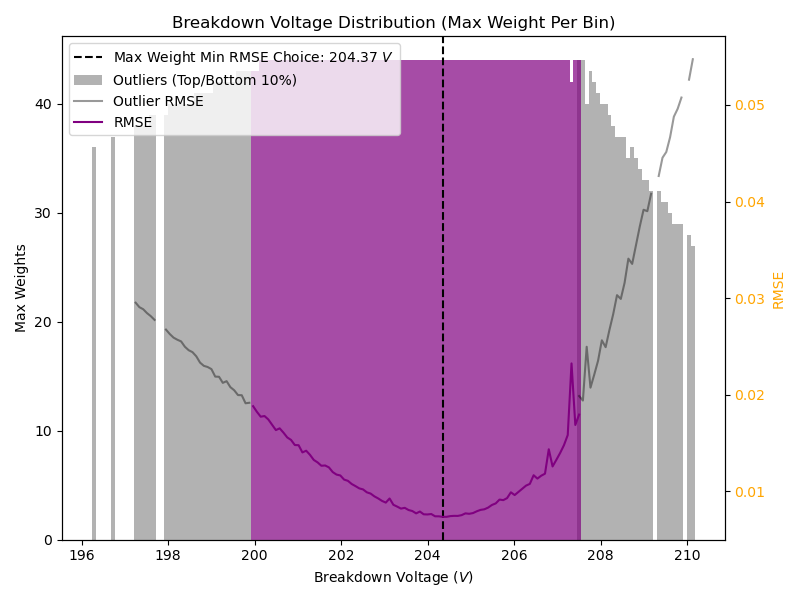 Breakdown Voltage Distribution (Max Weight Per Bin)
Max Weight Min RMSE Choice: 204.37 V
Outliers (Top/Bottom 10%)
Outlier RMSE
RMSE
40
30
20
10
0
Max Weights
0.05
0.04
0.03
0.02
0.01
RMSE
196 198 200 202 204 206 208 210
Breakdown Voltage (V)